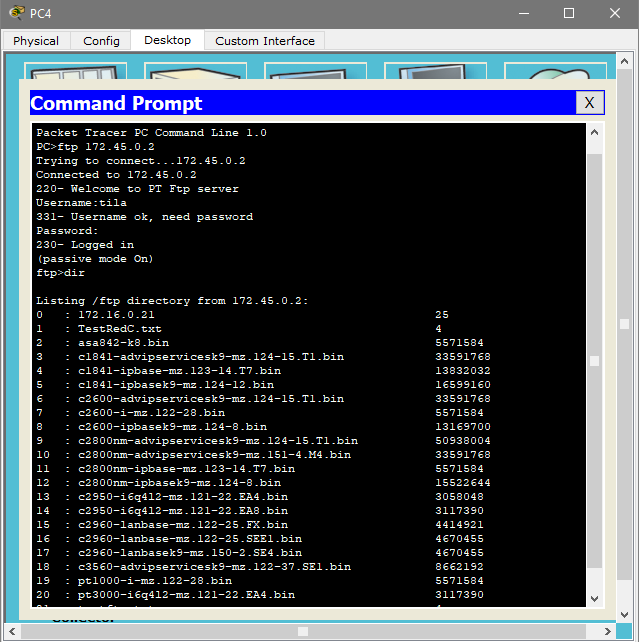 PC4
Physical Config Desktop Custom Interface
Command Prompt X
Packet Tracer PC Command Line 1.0
PC>ftp 172.45.0.2
Trying to connect...172.45.0.2
Connected to 172.45.0.2
220- Welcome to PT Ftp server
Username:tila
331- Username ok, need password
Password:
230- Logged in
(passive mode On)
ftp>dir
Listing /ftp directory from 172.45.0.2:
0 : 172.16.0.21 25
1 : TestRedC.txt 4
2 : asa842-k8.bin 5571584
3 : c1841-advipservicesk9-mz.124-15.T1.bin 33591768
4 : c1841-ipbase-mz.123-14.T7.bin 13832032
5 : c1841-ipbasek9-mz.124-12.bin 16599160
6 : c2600-advipservicesk9-mz.124-15.T1.bin 33591768
7 : c2600-i-mz.122-28.bin 5571584
8 : c2600-ipbasek9-mz.124-8.bin 13169700
9 : c2800nm-advipservicesk9-mz.124-15.T1.bin 50938004
10 : c2800nm-advipservicesk9-mz.151-4.M4.bin 33591768
11 : c2800nm-ipbase-mz.123-14.T7.bin 5571584
12 : c2800nm-ipbasek9-mz.124-8.bin 15522644
13 : c2950-i6q4l2-mz.121-22.EA4.bin 3058048
14 : c2950-i6q4l2-mz.121-22.EA8.bin 3117390
15 : c2960-lanbase-mz.122-25.FX.bin 4414921
16 : c2960-lanbase-mz.122-25.SEE1.bin 4670455
17 : c2960-lanbasek9-mz.150-2.SE4.bin 4670455
18 : c3560-advipservicesk9-mz.122-37.SE1.bin 8662192
19 : pt1000-i-mz.122-28.bin 5571584
20 : pt3000-i6q4l2-mz.121-22.EA4.bin 3117390
Collector